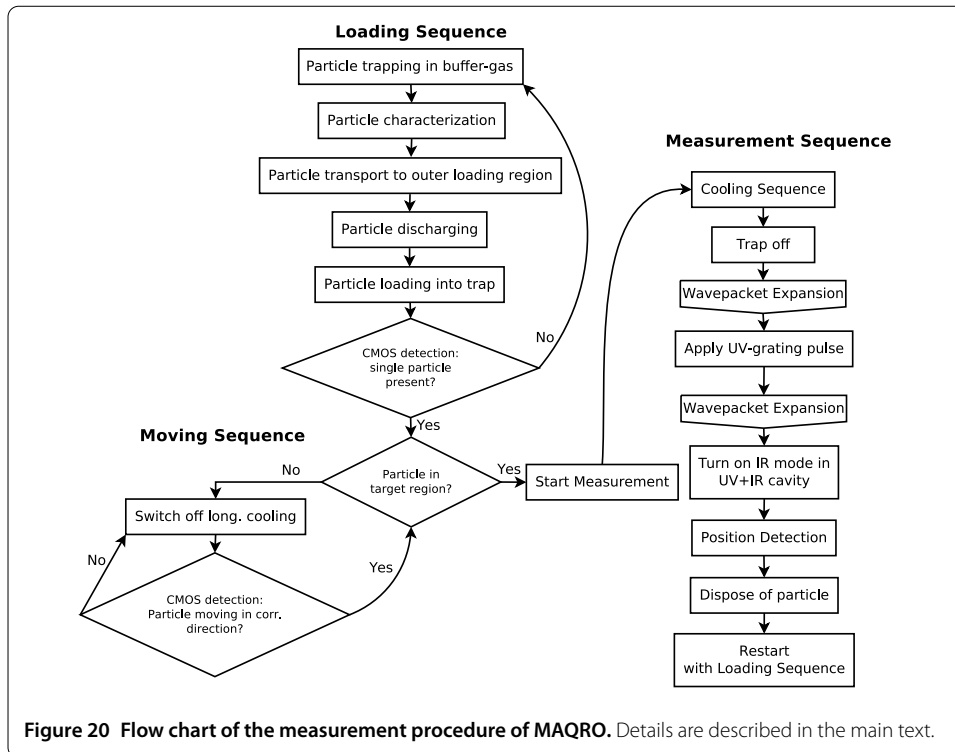 Loading Sequence
Particle trapping in buffer-gas
Particle characterization
Particle transport to outer loading region
Particle discharging
Particle loading into trap
CMOS detection:
single particle
present?
No
Yes
Moving Sequence
Particle in
target region?
No
Yes
Start Measurement
Switch off long. cooling
No
Yes
CMOS detection:
Particle moving in corr.
direction?
Measurement Sequence
Cooling Sequence
Trap off
Wavepacket Expansion
Apply UV-grating pulse
Wavepacket Expansion
Turn on IR mode in
UV+IR cavity
Position Detection
Dispose of particle
Restart
with Loading Sequence
Figure 20 Flow chart of the measurement procedure of MAQRO. Details are described in the main text.